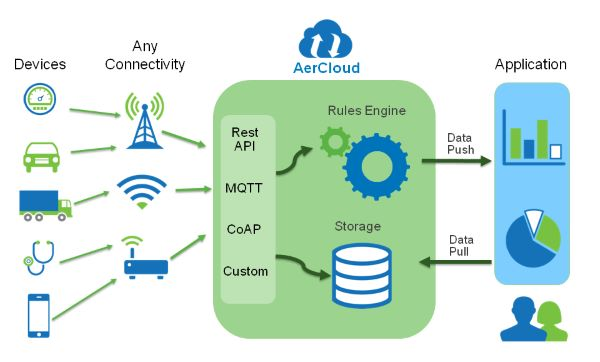 Devices
Any
Connectivity
AerCloud
Application
Rest
API
MQTT
CoAP
Custom
Rules Engine
Storage
Data
Push
Data
Pull